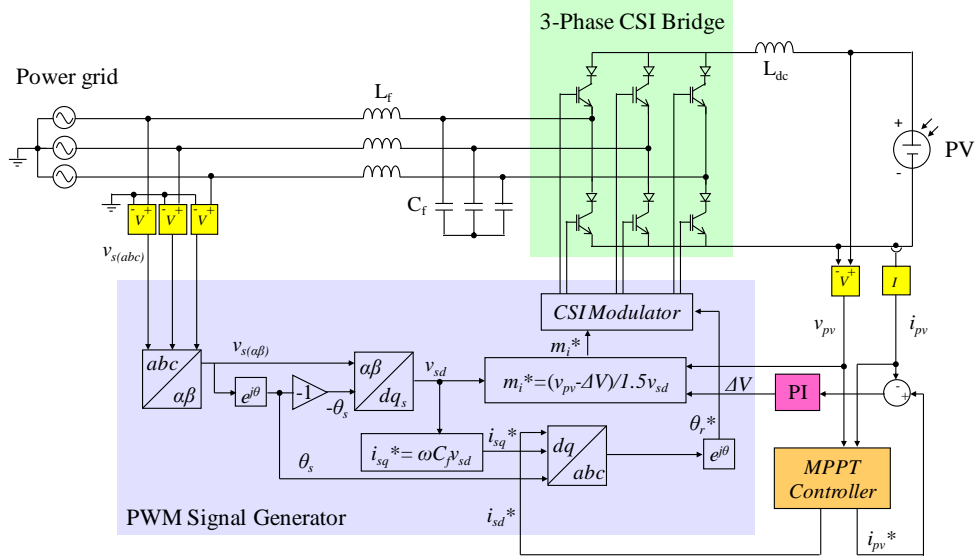 3-Phase CSI Bridge
Power grid
L_f
L_dc
+
PV
-
C_f
- V +
- V +
- V +
v_s(abc)
- V +
I
v_pv
i_pv
CSI Modulator
m_i*
v_s(αβ)
abc
αβ
e^jθ
-1
-θ_s
αβ
dq_s
v_sd
m_i*=(v_pv-ΔV)/1.5v_sd
ΔV
PI
-
+
θ_s
i_sq*= ωC_f v_sd
i_sq*
dq
abc
θ_r*
e^jθ
MPPT
Controller
PWM Signal Generator
i_sd*
i_pv*